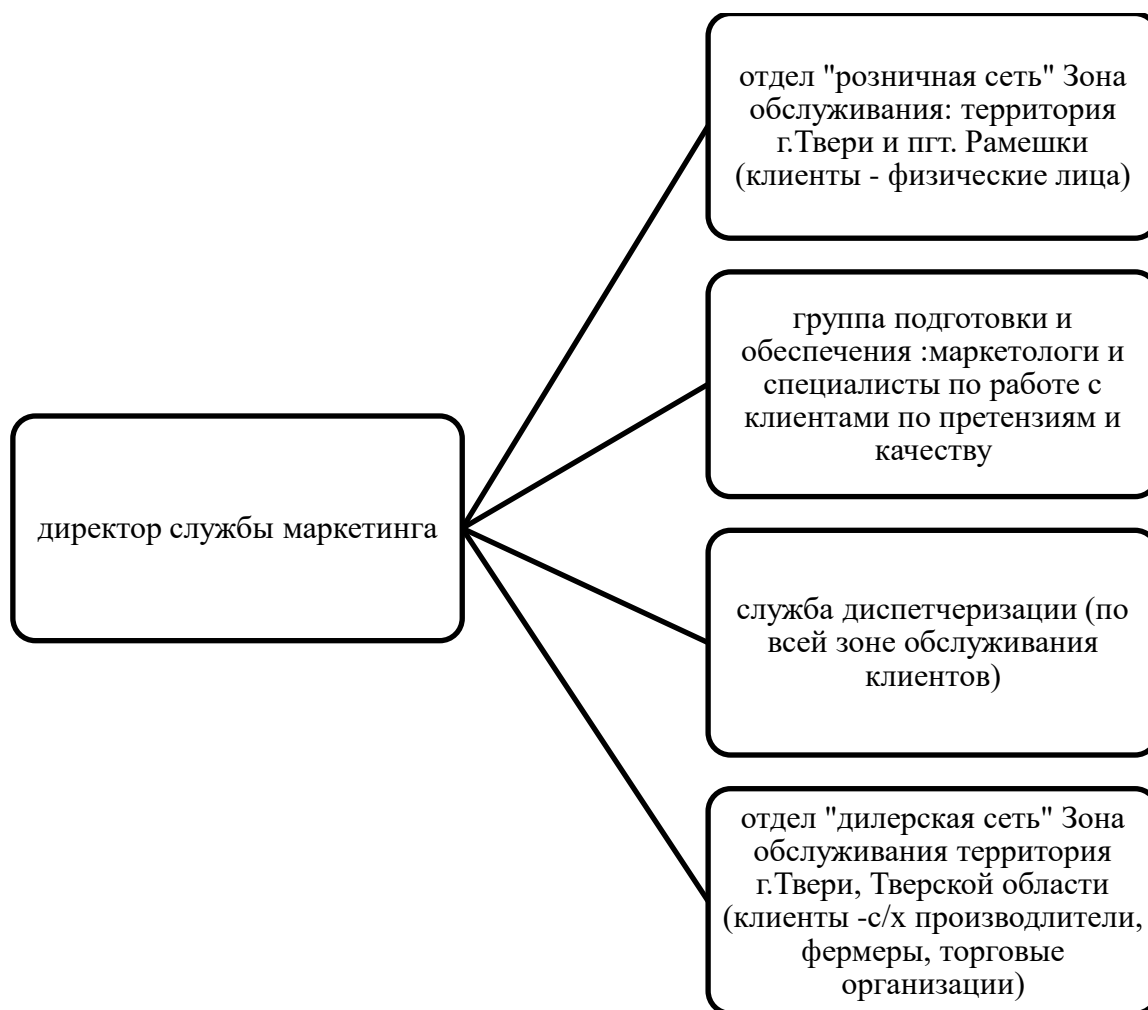 отдел "розничная сеть" Зона
обслуживания: территория
г.Твери и пгт. Рамешки
(клиенты - физические лица)
группа подготовки и
обеспечения :маркетологи и
специалисты по работе с
клиентами по претензиям и
качеству
директор службы маркетинга
служба диспетчеризации (по
всей зоне обслуживания
клиентов)
отдел "дилерская сеть" Зона
обслуживания территория
г.Твери, Тверской области
(клиенты -с/х производлители,
фермеры, торговые
организации)